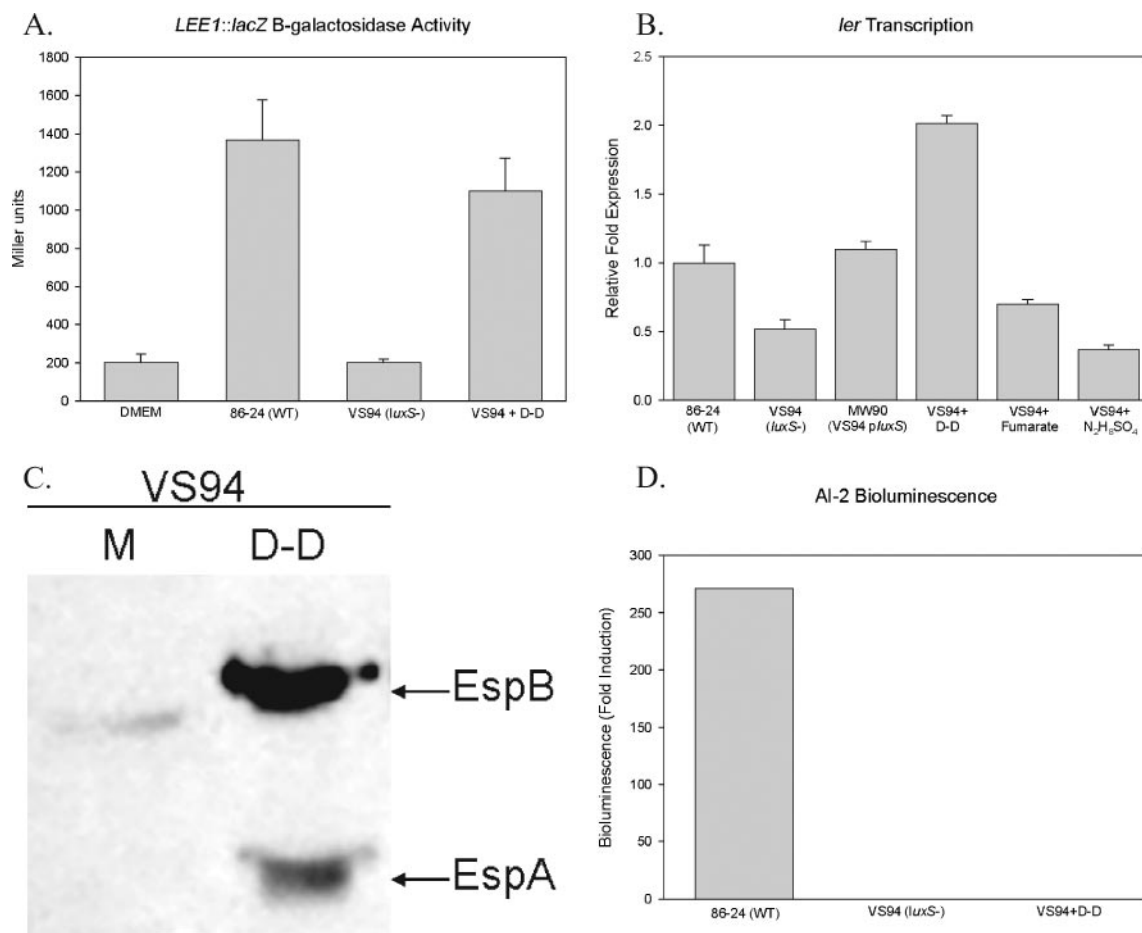 A.
LEE1::lacZ B-galactosidase Activity
Miller units
1800
1600
1400
1200
1000
800
600
400
200
0
DMEM
86-24 (WT)
VS94 (luxS-)
VS94 + D-D
B.
ler Transcription
Relative Fold Expression
2.5
2.0
1.5
1.0
0.5
0.0
86-24
(WT)
VS94
(luxS-)
MW90
(VS94 pluxS)
VS94+
D-D
VS94+
Fumarate
VS94+
N₂H₆SO₄
C.
VS94
M
D-D
EspB
EspA
D.
AI-2 Bioluminescence
Bioluminescence (Fold Induction)
300
250
200
150
100
50
0
86-24 (WT)
VS94 (luxS-)
VS94+D-D